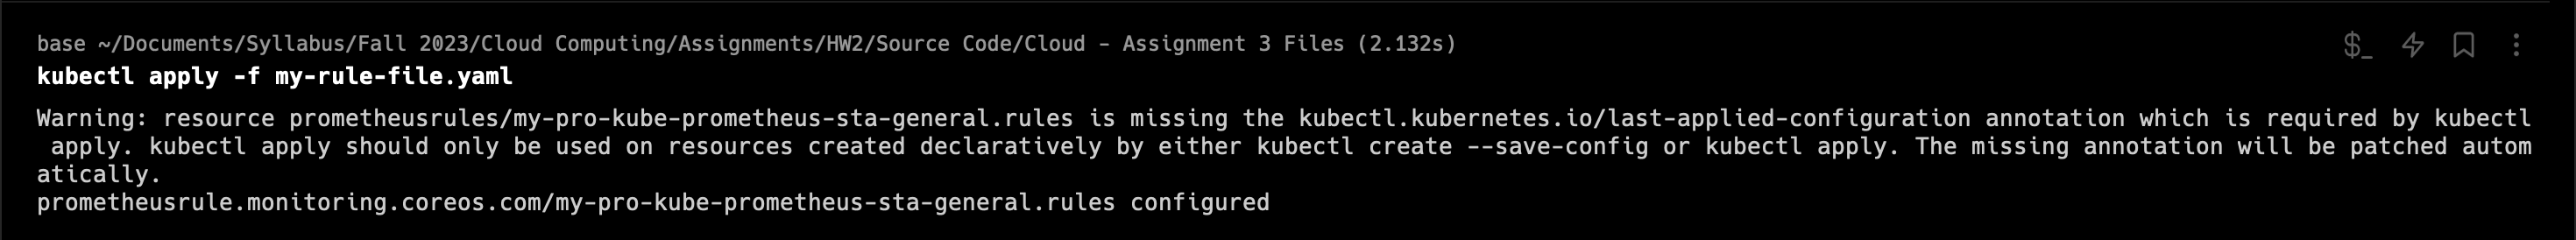 base ~/Documents/Syllabus/Fall 2023/Cloud Computing/Assignments/HW2/Source Code/Cloud - Assignment 3 Files (2.132s)
$_
kubectl apply -f my-rule-file.yaml
Warning: resource prometheusrules/my-pro-kube-prometheus-sta-general.rules is missing the kubectl.kubernetes.io/last-applied-configuration annotation which is required by kubectl
 apply. kubectl apply should only be used on resources created declaratively by either kubectl create --save-config or kubectl apply. The missing annotation will be patched autom
atically.
prometheusrule.monitoring.coreos.com/my-pro-kube-prometheus-sta-general.rules configured